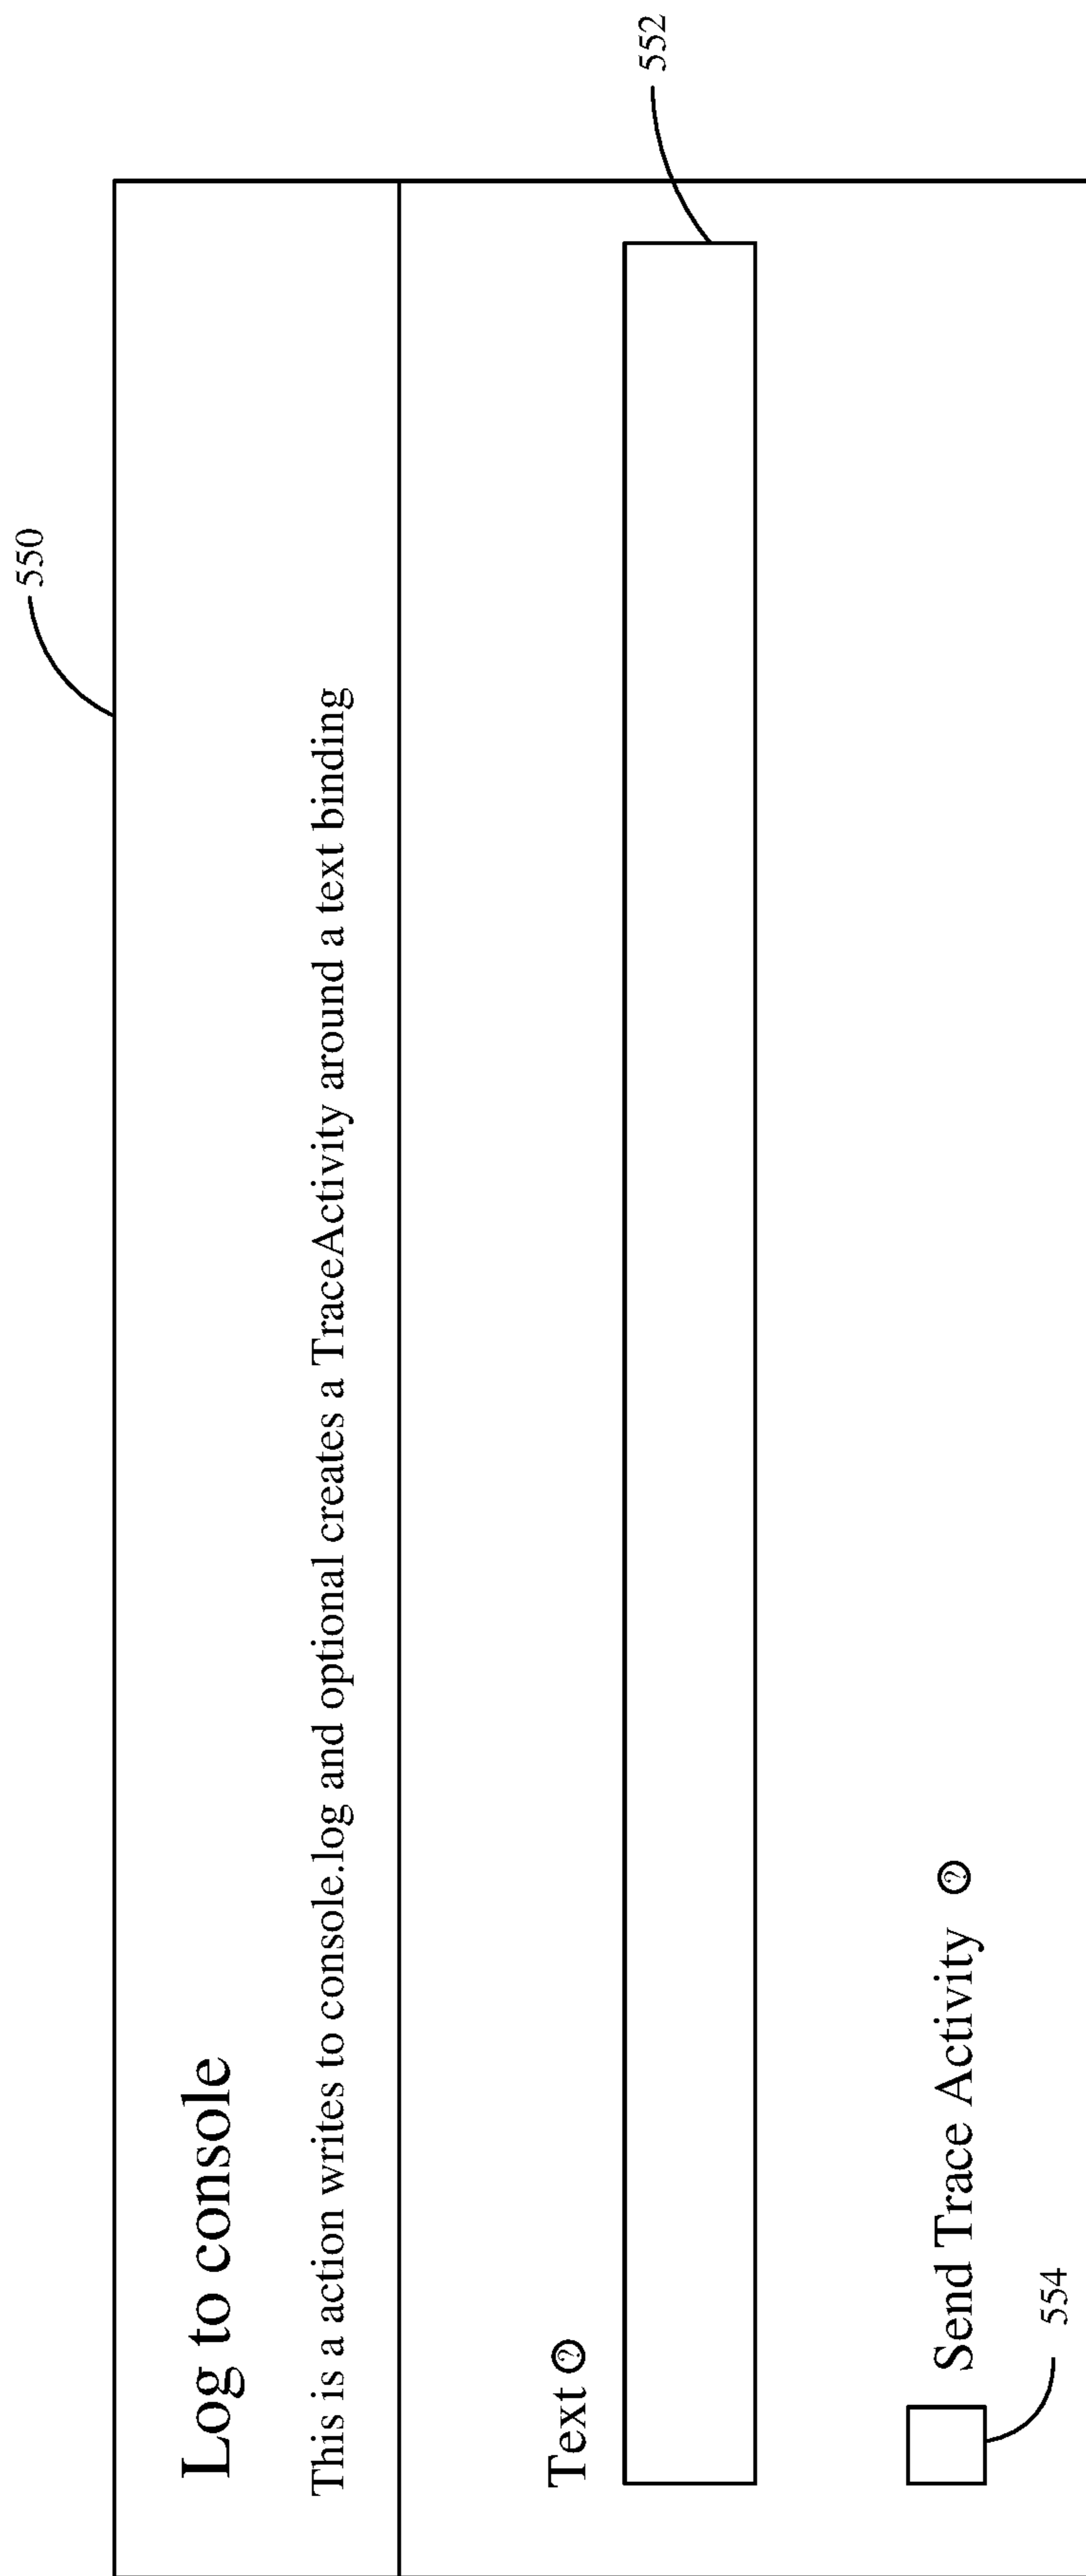 550
Log to console
This is a action writes to console.log and optional creates a TraceActivity around a text binding
Text ?
552
Send Trace Activity ?
554